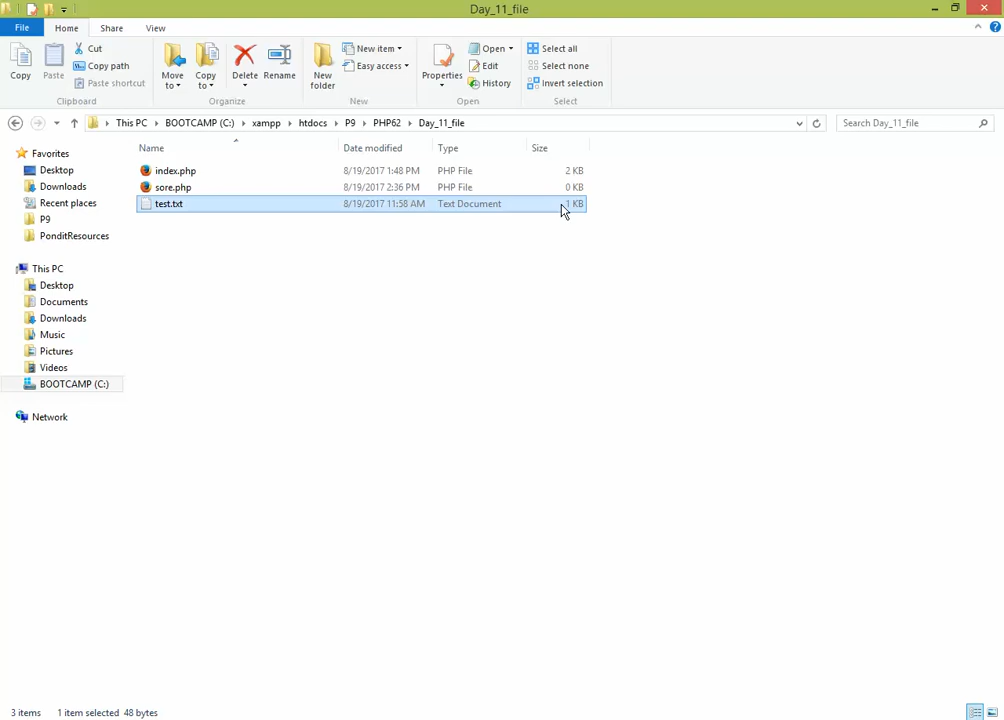 Day_11_file
File Home Share View
Copy Paste Cut Copy path Paste shortcut Clipboard
Move to Copy to Delete Rename Organize
New folder New item Easy access New
Properties Open Edit History Open
Select all Select none Invert selection Select
This PC BOOTCAMP (C:) xampp htdocs P9 PHP62 Day_11_file Search Day_11_file
Name Date modified Type Size
index.php 8/19/2017 1:48 PM PHP File 2 KB
sore.php 8/19/2017 2:36 PM PHP File 0 KB
test.txt 8/19/2017 11:58 AM Text Document 1 KB
Favorites
Desktop
Downloads
Recent places
P9
PonditResources
This PC
Desktop
Documents
Downloads
Music
Pictures
Videos
BOOTCAMP (C:)
Network
3 items 1 item selected 48 bytes